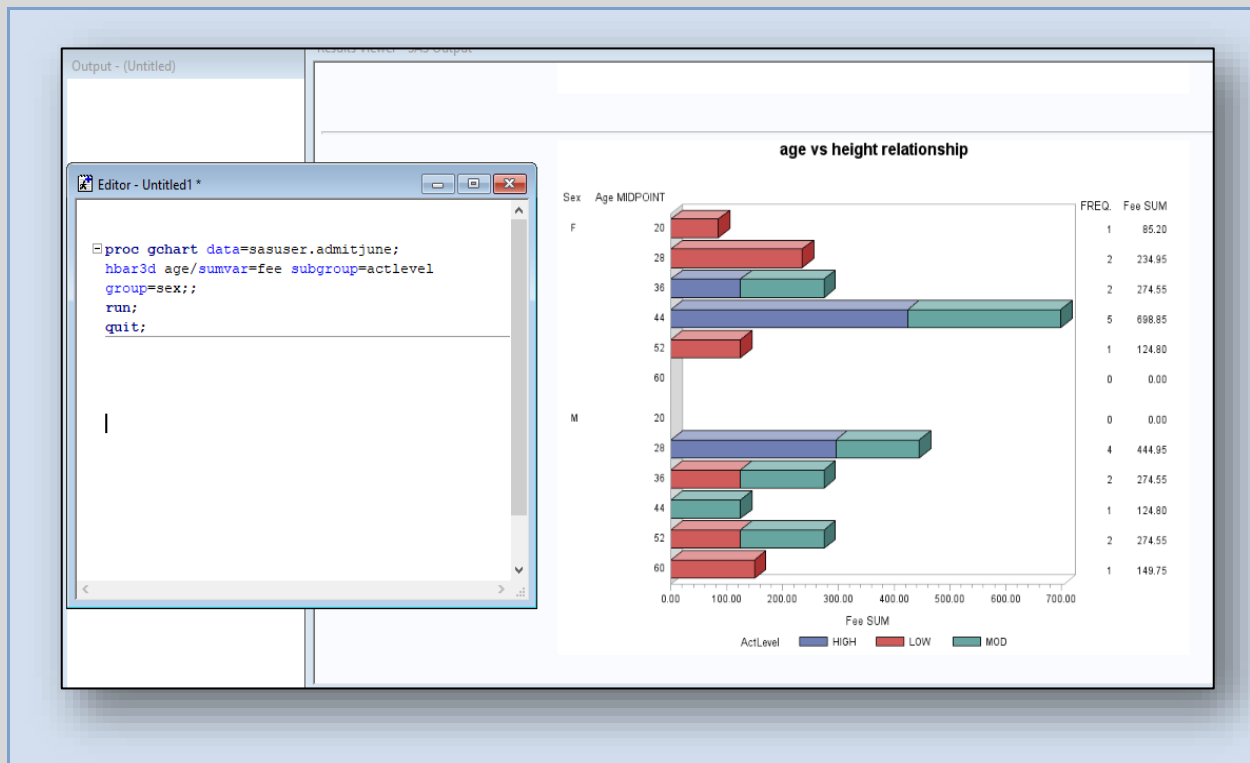 Results Viewer - SAS Output
Output - (Untitled)
Editor - Untitled1 *
proc gchart data=sasuser.admitjune;
hbar3d age/sumvar=fee subgroup=actlevel
group=sex;;
run;
quit;
age vs height relationship
Sex Age MIDPOINT FREQ. Fee SUM
F 20 1 85.20
28 2 234.95
36 2 274.55
44 5 698.85
52 1 124.80
60 0 0.00
M 20 0 0.00
28 4 444.95
36 2 274.55
44 1 124.80
52 2 274.55
60 1 149.75
0.00 100.00 200.00 300.00 400.00 500.00 600.00 700.00
Fee SUM
ActLevel HIGH LOW MOD